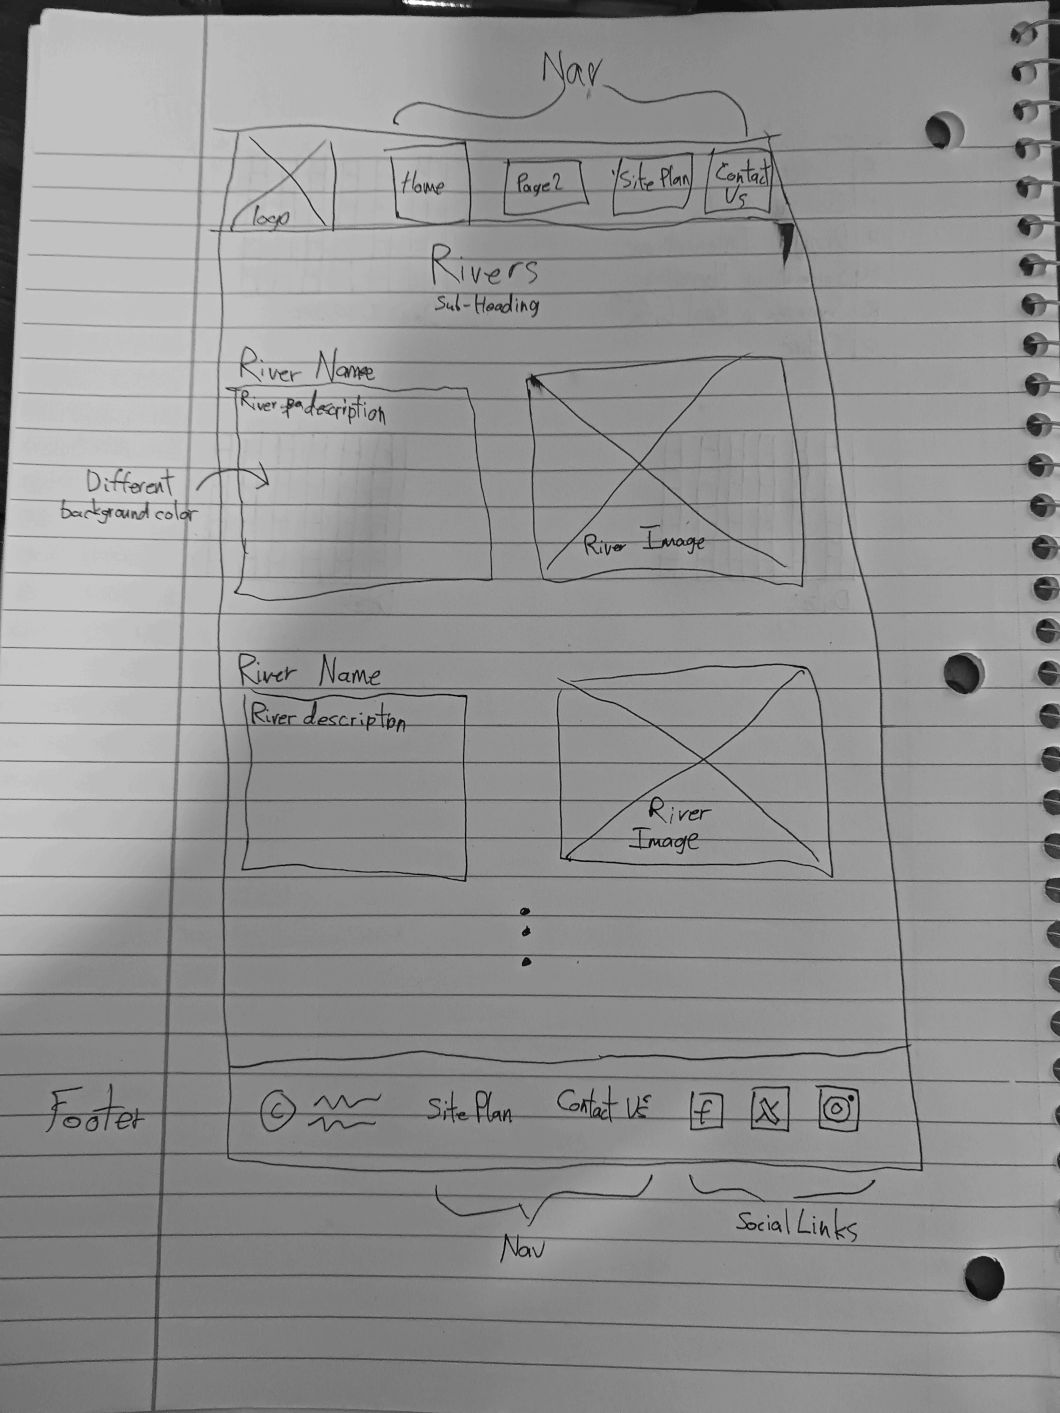 Nav
logo
Home
Page2
Site Plan
Contact
Us
Rivers
Sub-Heading
River Name
River description
Different
background color
River Image
River Name
River description
River
Image
Footer
©
Site Plan
Contact Us
f
X
Nav
Social Links